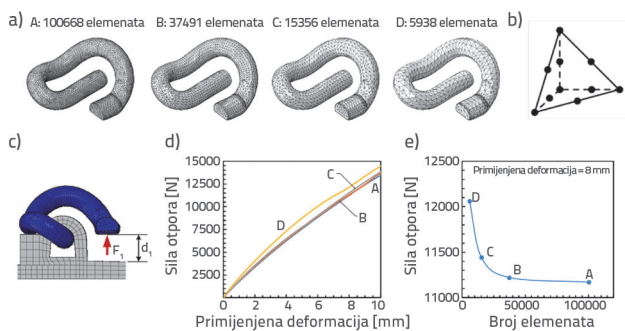 a) A: 100668 elemenata B: 37491 elemenata C: 15356 elemenata D: 5938 elemenata b)
c) d) e)
F1 d1
Sila otpora [N]
15000
12500
10000
7500
5000
2500
0 2 4 6 8 10
D C A B
Primijenjena deformacija [mm]
Sila otpora [N]
12500
12000
11500
11000
Primijenjena deformacija = 8 mm
D
C
B
A
0 50000 100000
Broj elemenata